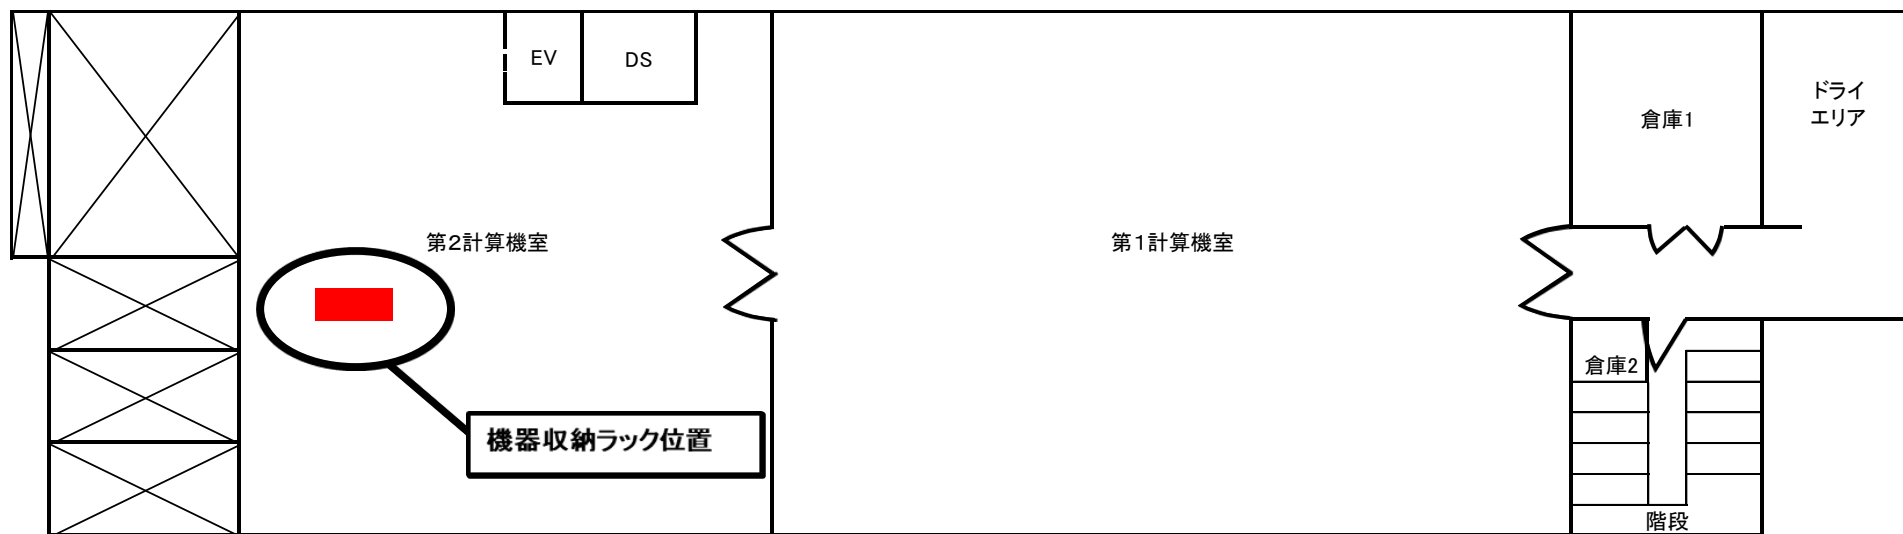 EV
DS
ドライ
エリア
倉庫1
第2計算機室
第1計算機室
倉庫2
機器収納ラック位置
階段